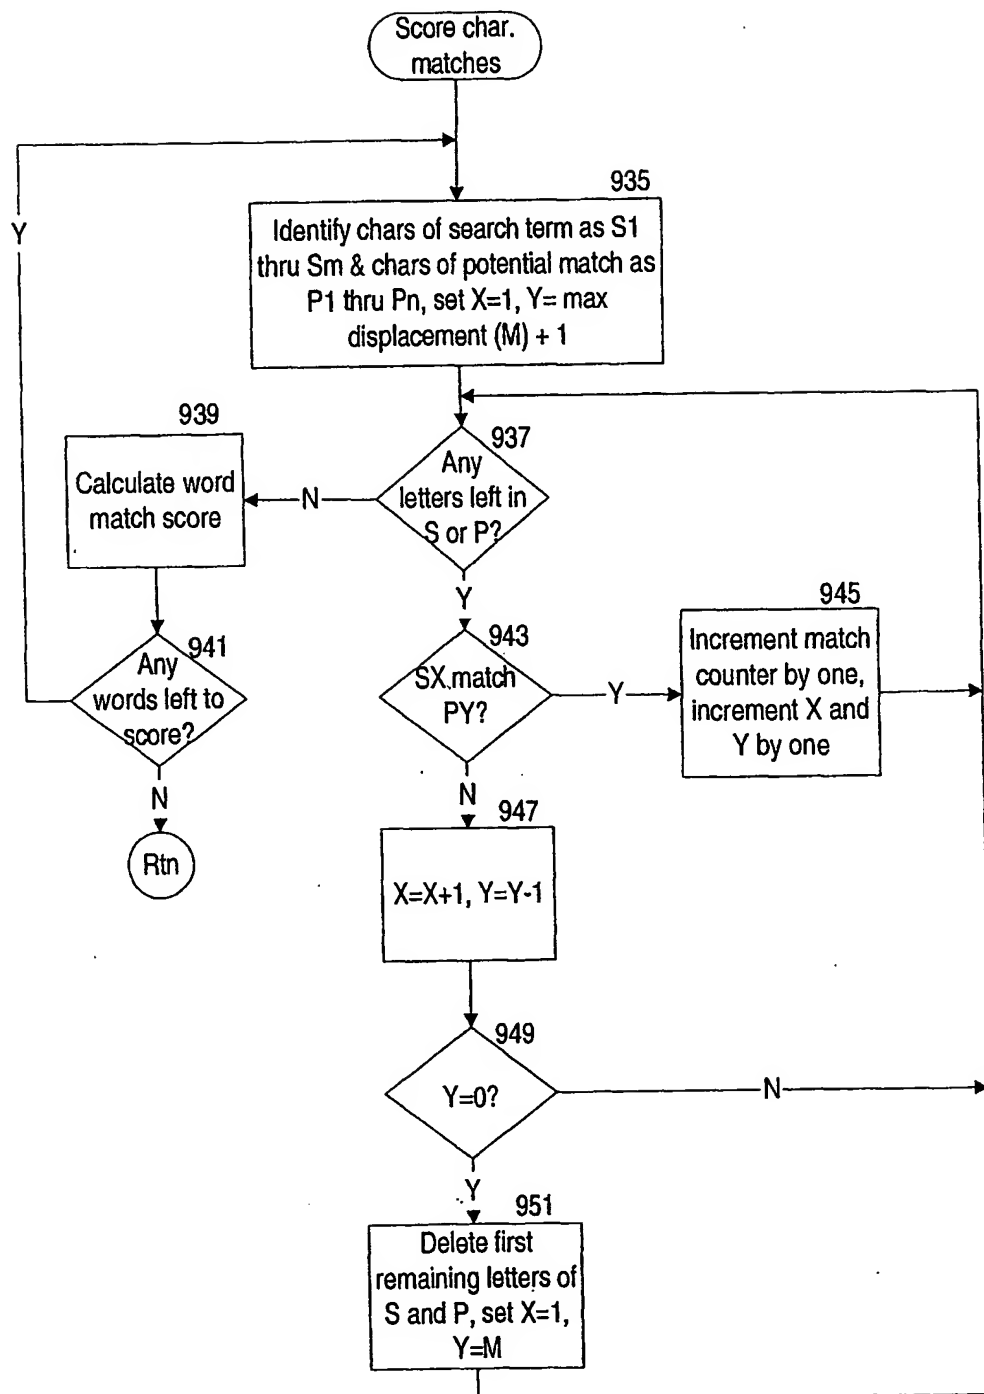 Score char.
matches
935
Identify chars of search term as S1
thru Sm & chars of potential match as
P1 thru Pn, set X=1, Y= max
displacement (M) + 1
937
Any
letters left in
S or P?
N
939
Calculate word
match score
941
Any
words left to
score?
Y
N
Rtn
Y
943
SX match
PY?
Y
945
Increment match
counter by one,
increment X and
Y by one
N
947
X=X+1, Y=Y-1
949
Y=0?
N
Y
951
Delete first
remaining letters of
S and P, set X=1,
Y=M